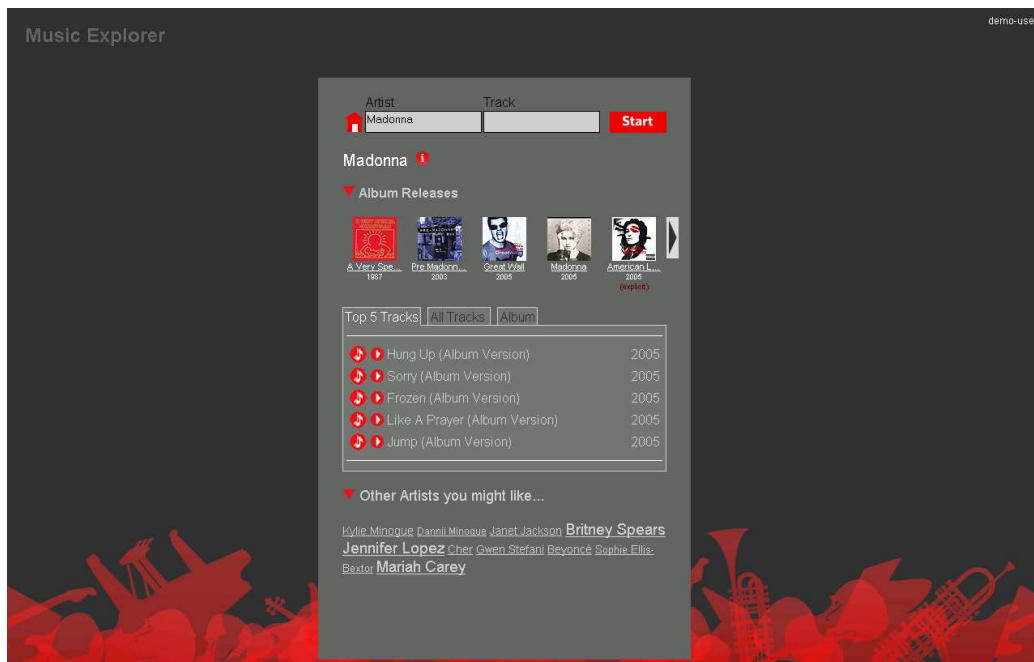 demo-use
Music Explorer
Artist Track
Madonna
Start
Madonna i
Album Releases
A Very Spe... Pre Madonn... Great Wall Madonna American L...
1987 2003 2005 2005 2005
(explicit)
Top 5 Tracks All Tracks Album
Hung Up (Album Version) 2005
Sorry (Album Version) 2005
Frozen (Album Version) 2005
Like A Prayer (Album Version) 2005
Jump (Album Version) 2005
Other Artists you might like...
Kylie Minogue Dannii Minogue Janet Jackson Britney Spears
Jennifer Lopez Cher Gwen Stefani Beyoncé Sophie Ellis-
Bextor Mariah Carey